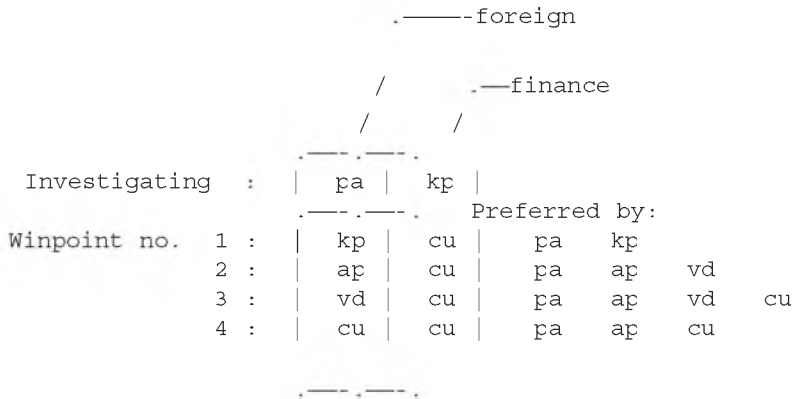 .-----foreign
/ .---finance
/ /
.----.----.
Investigating : | pa | kp |
.----.----. Preferred by:
Winpoint no. 1 : | kp | cu | pa kp
2 : | ap | cu | pa ap vd
3 : | vd | cu | pa ap vd cu
4 : | cu | cu | pa ap cu
.----.----.